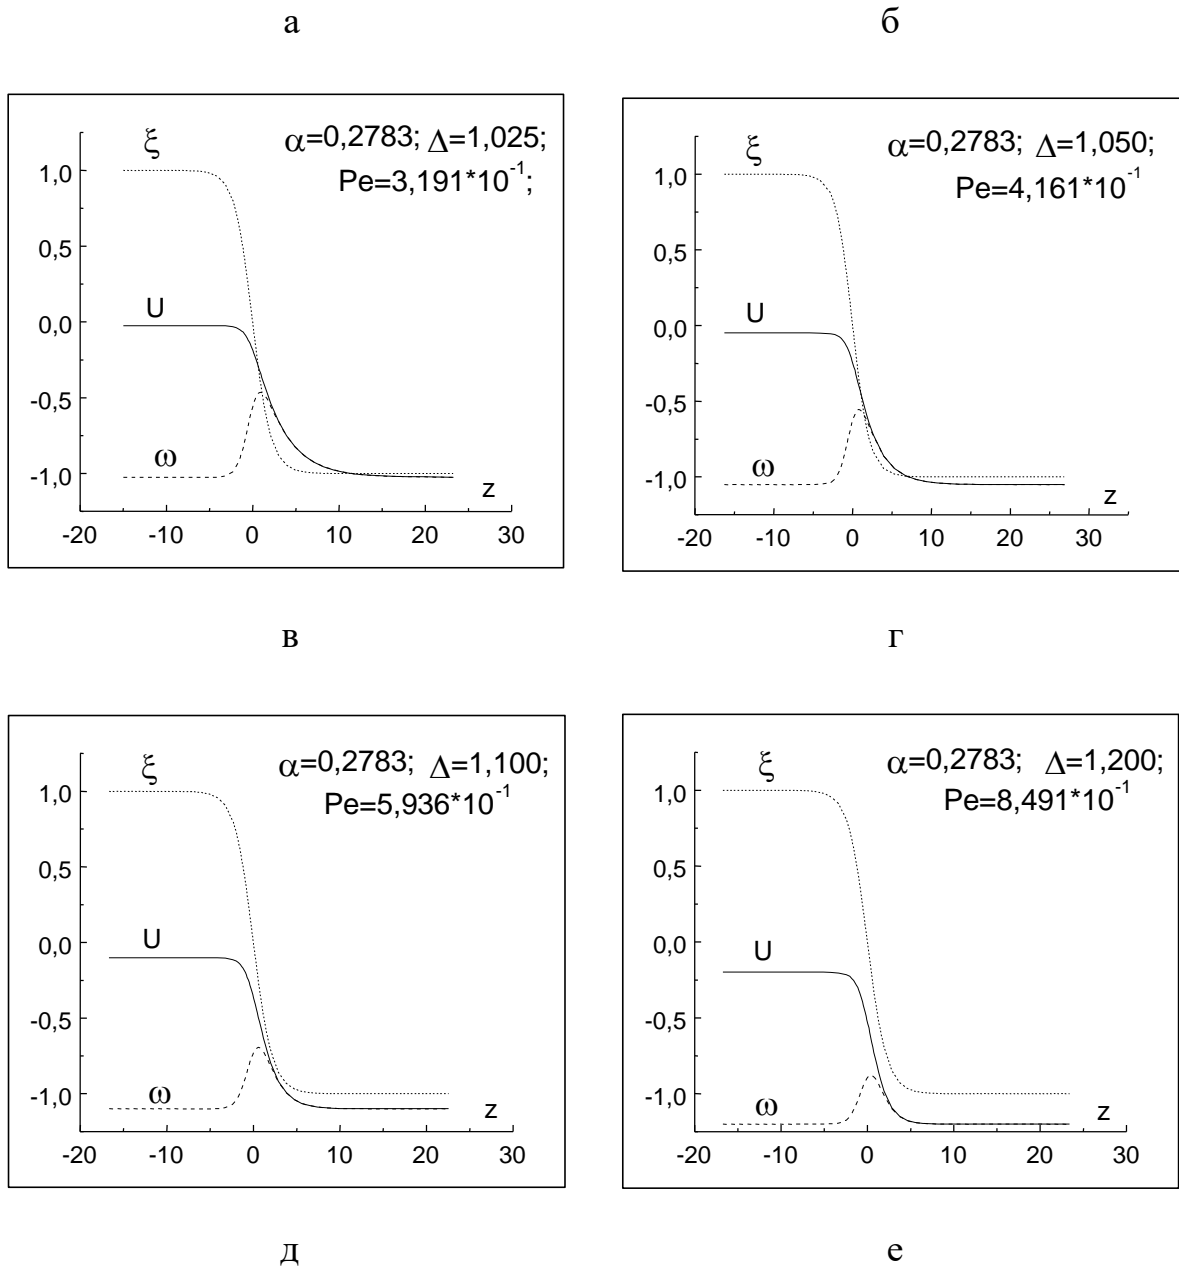 а
б
ξ
α=0,2783; Δ=1,025;
Pe=3,191*10⁻¹;
1,0
0,5
U
0,0
-0,5
ω
-1,0
z
-20 -10 0 10 20 30
ξ
α=0,2783; Δ=1,050;
Pe=4,161*10⁻¹
1,0
0,5
U
0,0
-0,5
ω
-1,0
z
-20 -10 0 10 20 30
в
г
ξ
α=0,2783; Δ=1,100;
Pe=5,936*10⁻¹
1,0
0,5
U
0,0
-0,5
ω
-1,0
z
-20 -10 0 10 20 30
ξ
α=0,2783; Δ=1,200;
Pe=8,491*10⁻¹
1,0
0,5
0,0
U
-0,5
-1,0
ω
z
-20 -10 0 10 20 30
д
е